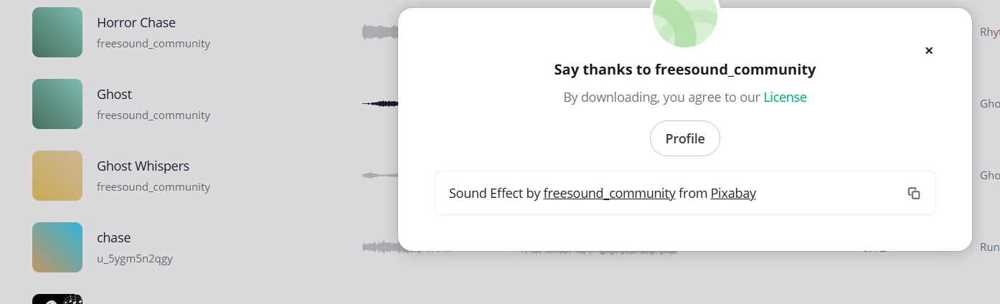 Horror Chase
freesound_community
Ghost
freesound_community
Ghost Whispers
freesound_community
chase
u_5ygm5n2qgy
Say thanks to freesound_community
By downloading, you agree to our License
Profile
Sound Effect by freesound_community from Pixabay
Gho
Gho
Run